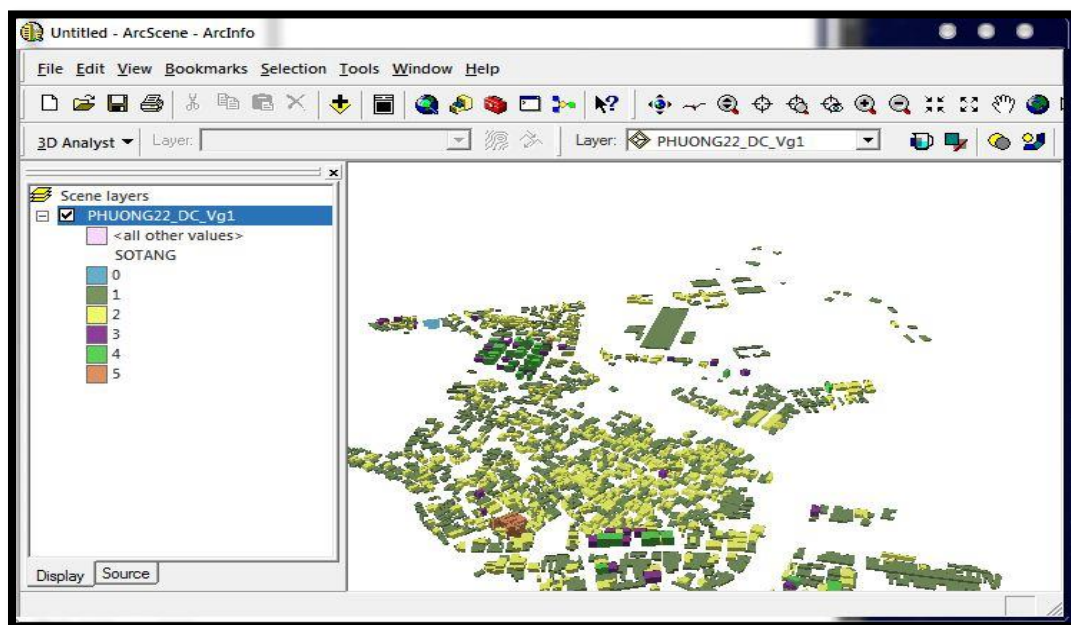 Untitled - ArcScene - ArcInfo
File Edit View Bookmarks Selection Tools Window Help
3D Analyst Layer: Layer: PHUONG22_DC_Vg1
Scene layers
PHUONG22_DC_Vg1
<all other values>
SOTANG
0
1
2
3
4
5
Display Source